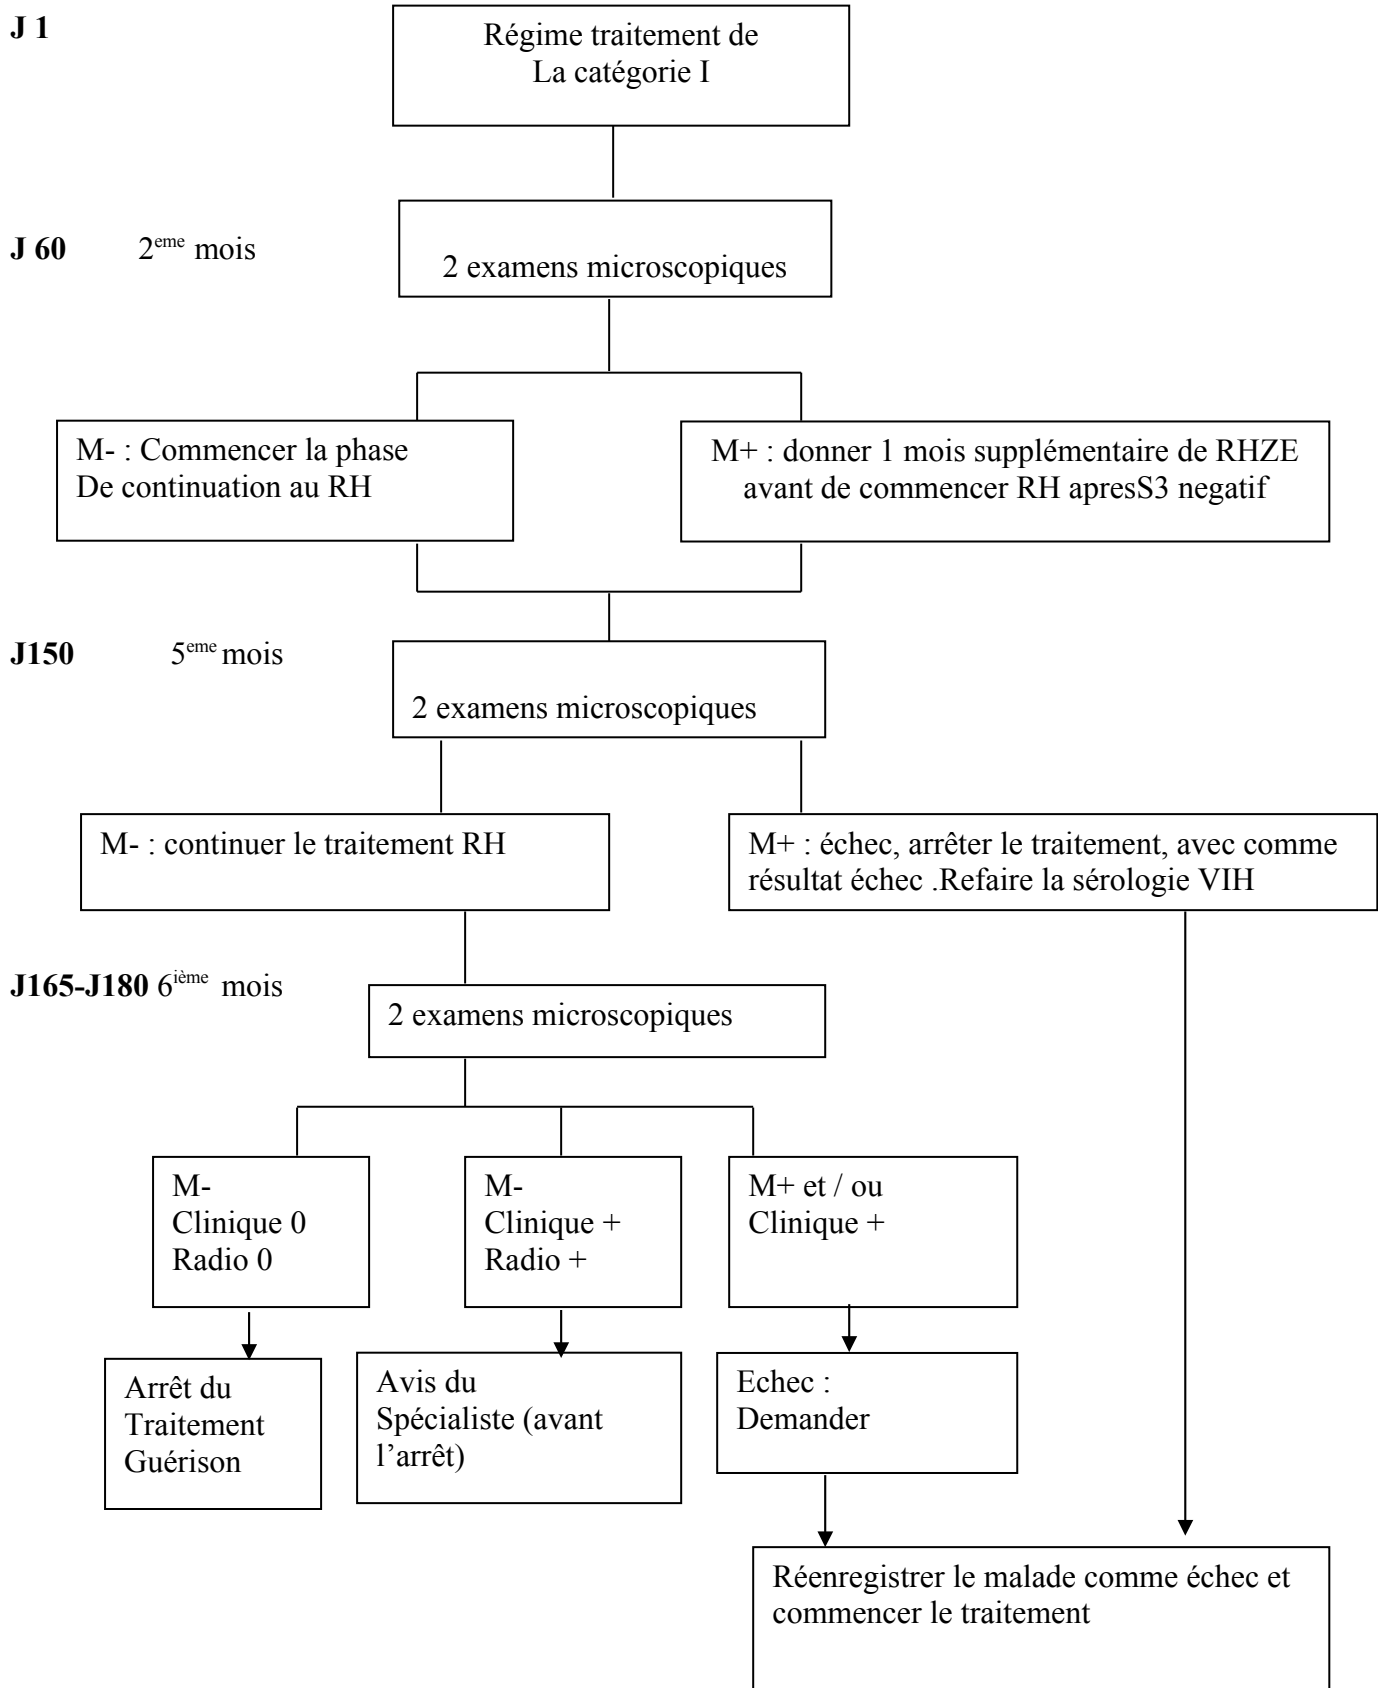 J 1
Régime traitement de
La catégorie I
J 60 2eme mois
2 examens microscopiques
M- : Commencer la phase
De continuation au RH
M+ : donner 1 mois supplémentaire de RHZE
avant de commencer RH apresS3 negatif
J150 5eme mois
2 examens microscopiques
M- : continuer le traitement RH
M+ : échec, arrêter le traitement, avec comme
résultat échec .Refaire la sérologie VIH
J165-J180 6ième mois
2 examens microscopiques
M-
Clinique 0
Radio 0
M-
Clinique +
Radio +
M+ et / ou
Clinique +
Arrêt du
Traitement
Guérison
Avis du
Spécialiste (avant
l’arrêt)
Echec :
Demander
Réenregistrer le malade comme échec et
commencer le traitement